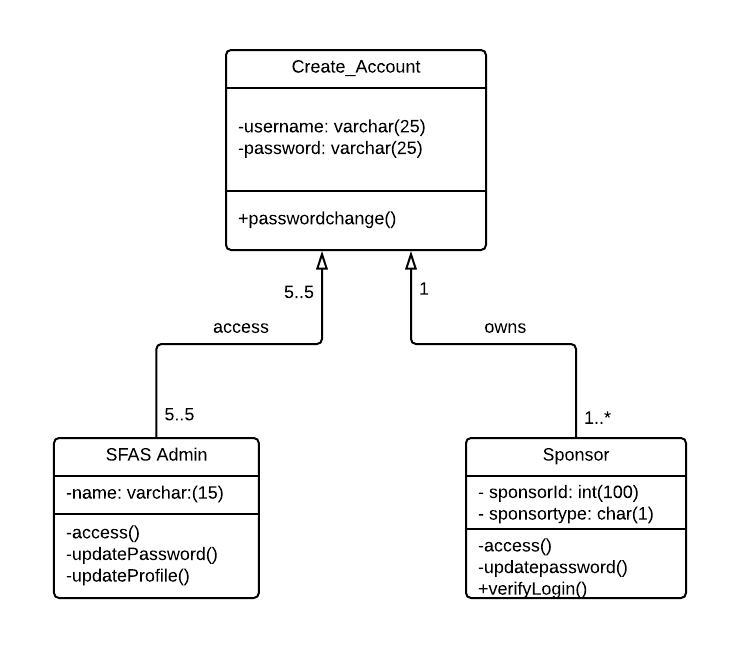 Create_Account
-username: varchar(25)
-password: varchar(25)
+passwordchange()
5..5
1
access
owns
5..5
1..*
SFAS Admin
-name: varchar:(15)
-access()
-updatePassword()
-updateProfile()
Sponsor
- sponsorId: int(100)
- sponsortype: char(1)
-access()
-updatepassword()
+verifyLogin()